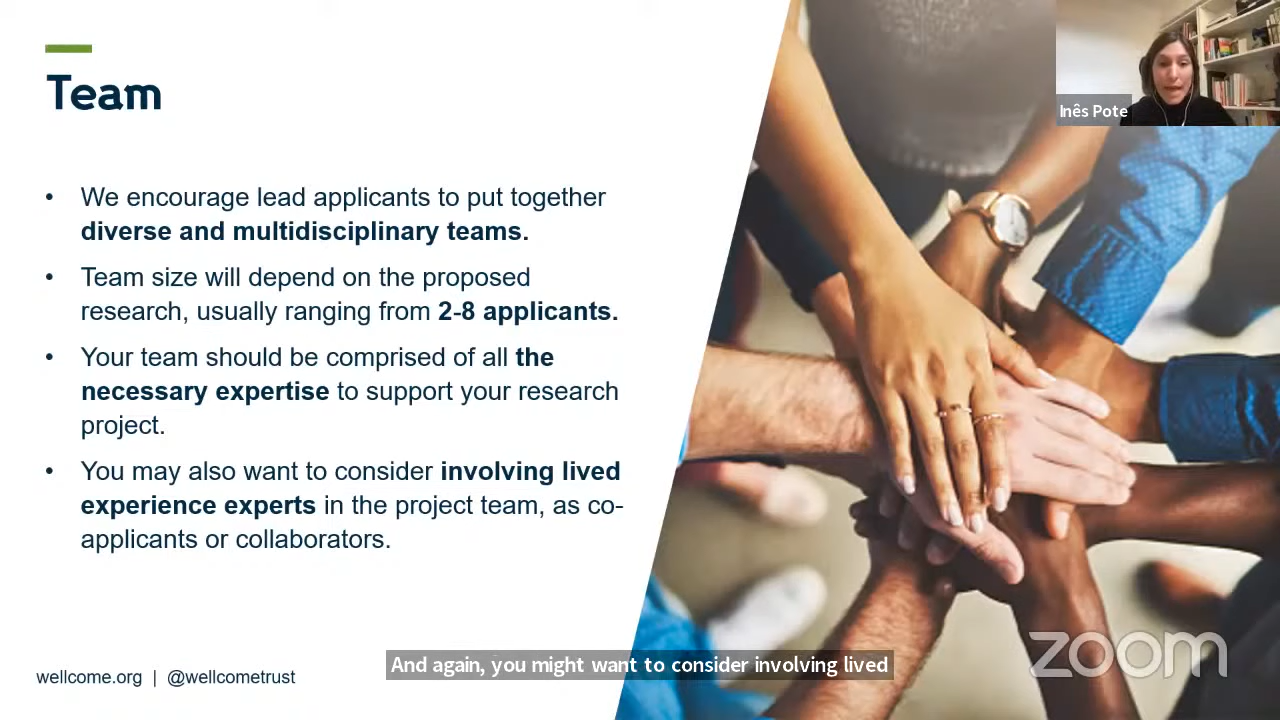 Team
• We encourage lead applicants to put together
diverse and multidisciplinary teams.
• Team size will depend on the proposed
research, usually ranging from 2-8 applicants.
• Your team should be comprised of all the
necessary expertise to support your research
project.
• You may also want to consider involving lived
experience experts in the project team, as co-
applicants or collaborators.
wellcome.org | @wellcometrust
Inês Pote
And again, you might want to consider involving lived
zoom